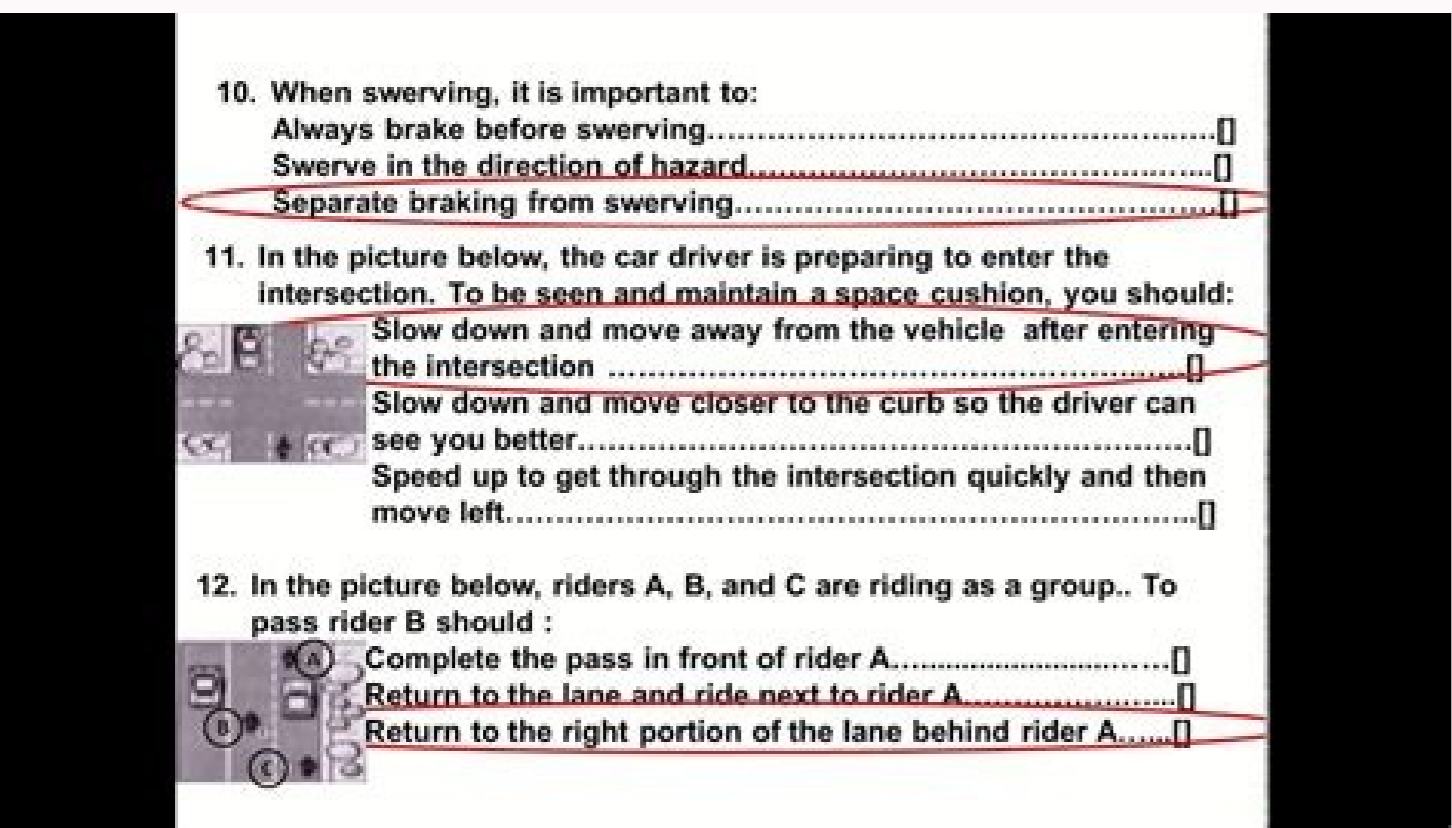 10. When swerving, it is important to:
Always brake before swerving.......................................................[]
Swerve in the direction of hazard..................................................[]
Separate braking from swerving....................................................[]
11. In the picture below, the car driver is preparing to enter the
intersection. To be seen and maintain a space cushion, you should:
Slow down and move away from the vehicle after entering
the intersection ..............................................................[]
Slow down and move closer to the curb so the driver can
see you better..................................................................[]
Speed up to get through the intersection quickly and then
move left..........................................................................[]
12. In the picture below, riders A, B, and C are riding as a group.. To
pass rider B should :
A
Complete the pass in front of rider A..............................[]
Return to the lane and ride next to rider A......................[]
B
Return to the right portion of the lane behind rider A......[]
C